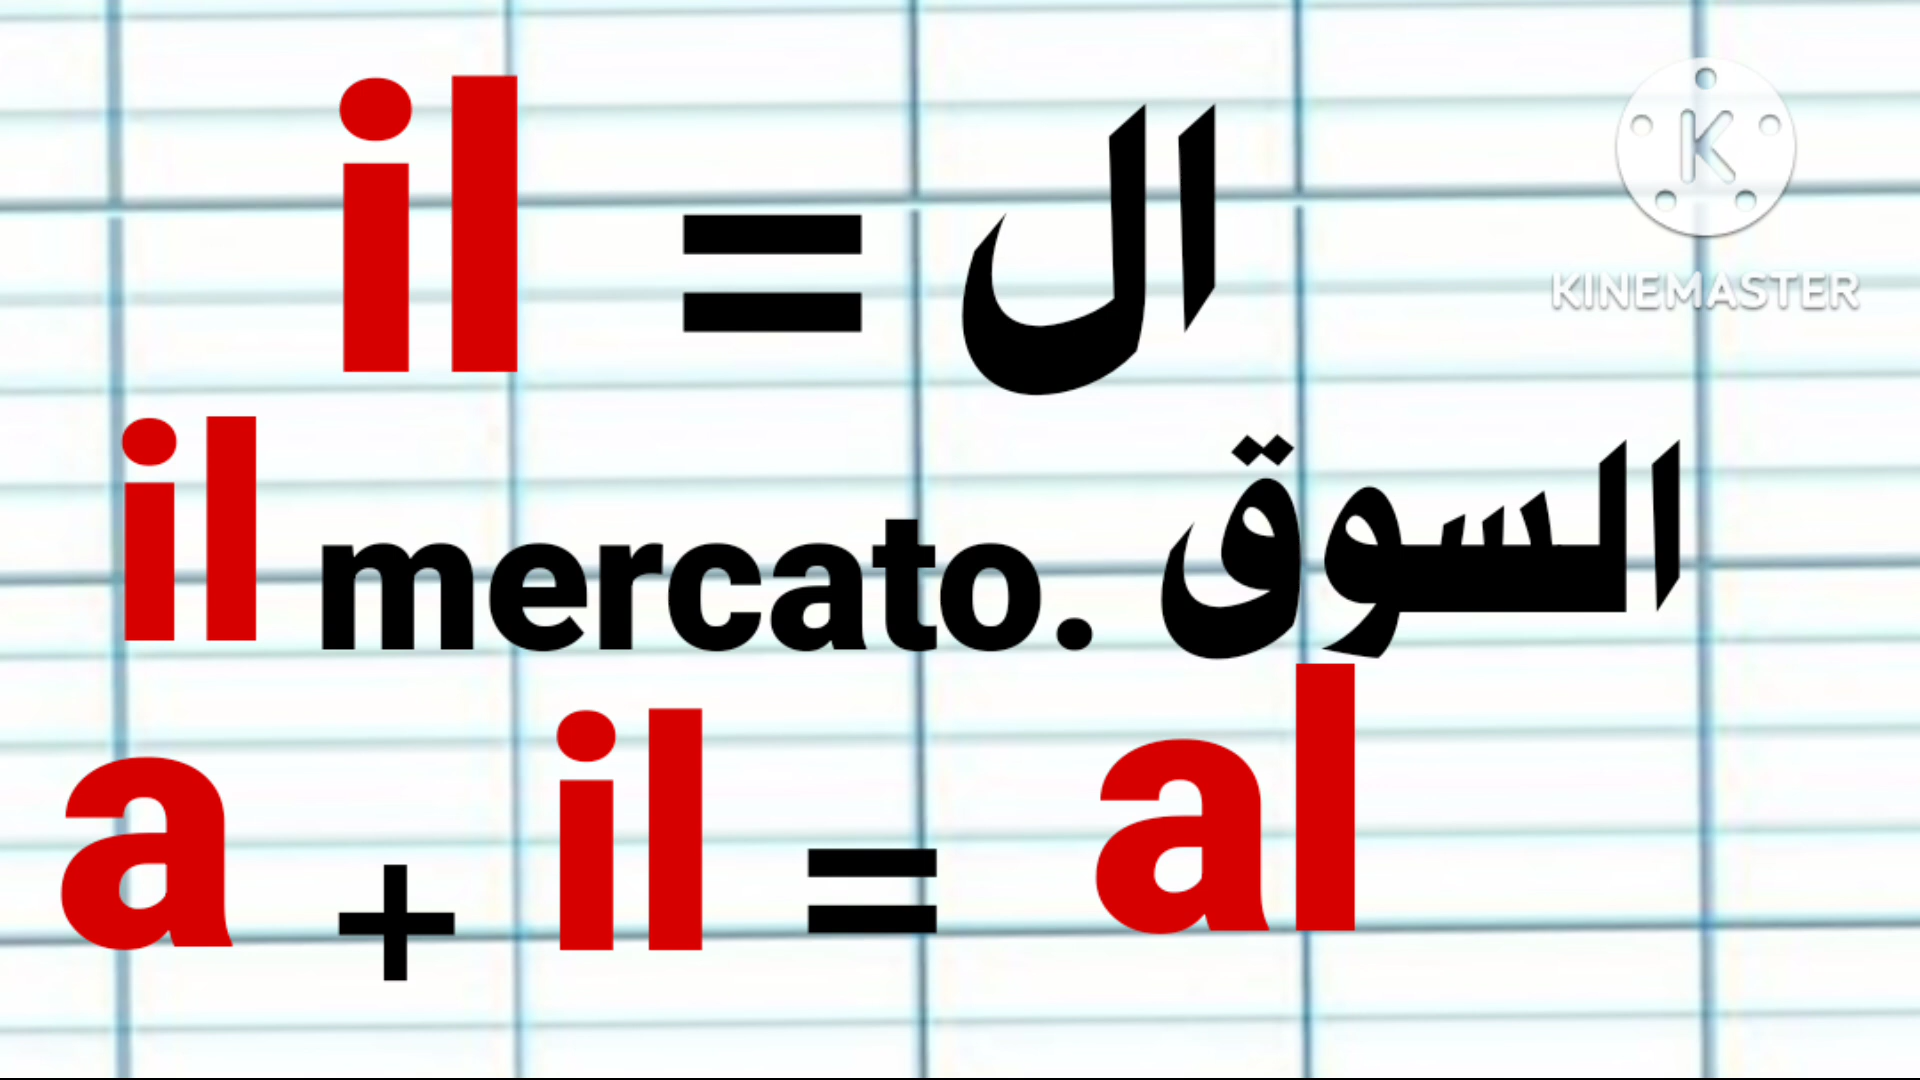 il = ال
KINEMASTER
il mercato. السوق
a + il = al